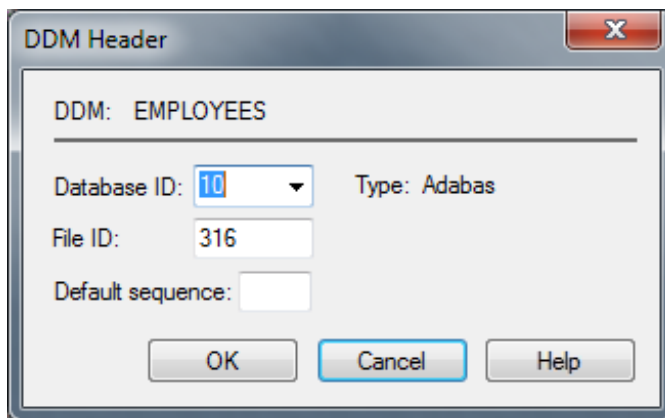 DDM Header
DDM: EMPLOYEES
Database ID: 10 Type: Adabas
File ID: 316
Default sequence:
OK Cancel Help